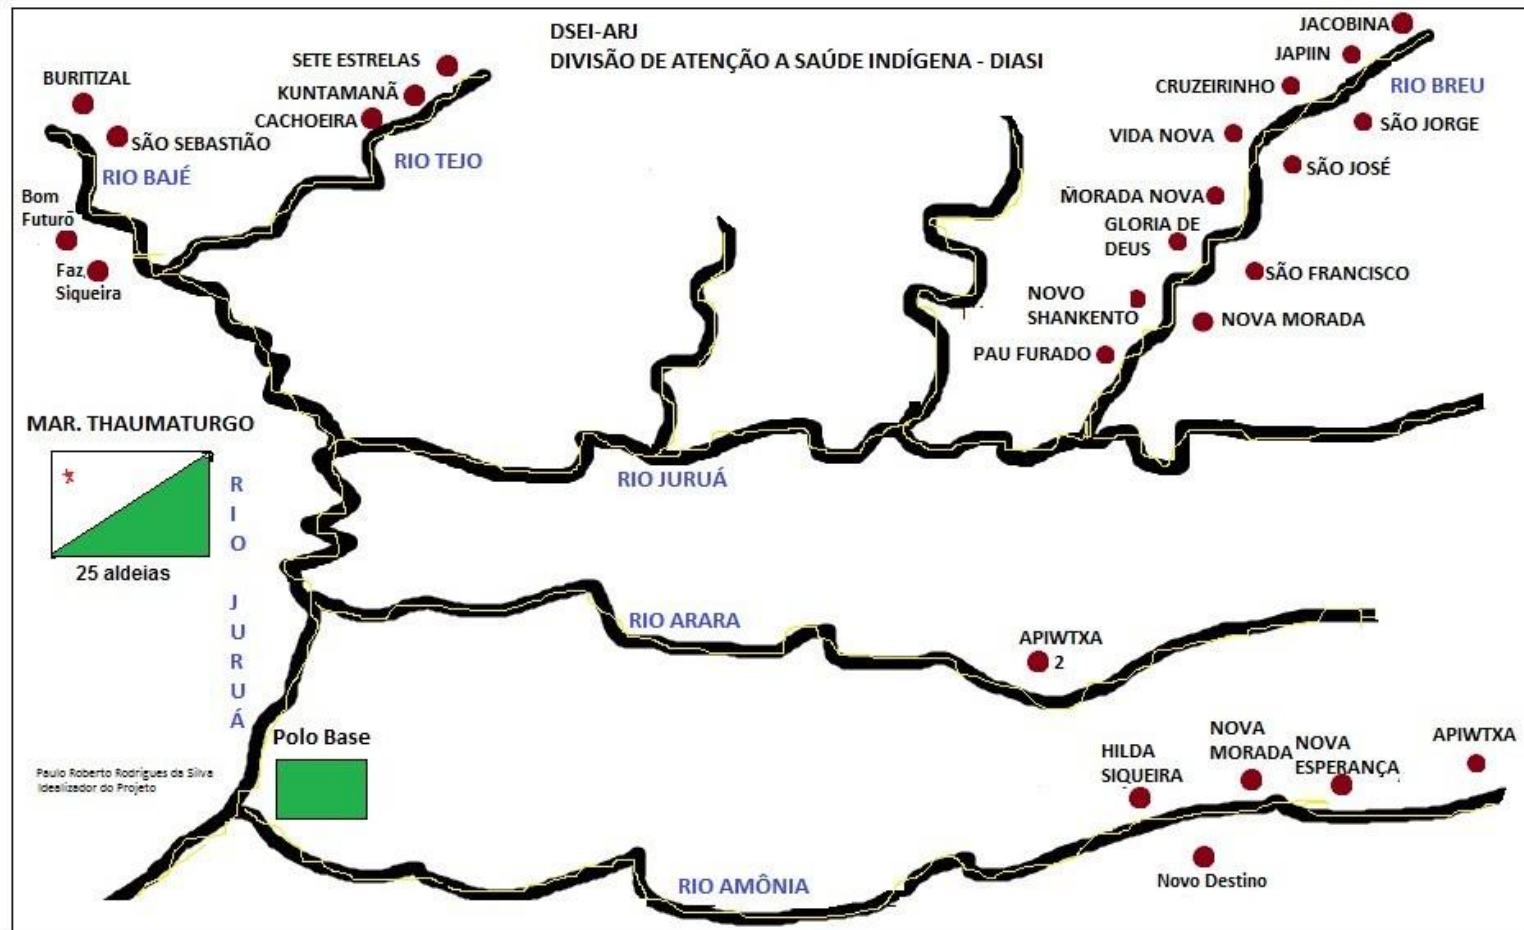 DSEI-ARJ
DIVISÃO DE ATENÇÃO A SAÚDE INDÍGENA - DIASI
JACOBINA
JAPIIN
CRUZEIRINHO
RIO BREU
SÃO JORGE
VIDA NOVA
SÃO JOSÉ
MORADA NOVA
GLORIA DE
DEUS
SÃO FRANCISCO
NOVO
SHANKENTO
NOVA MORADA
PAU FURADO
SETE ESTRELAS
KUNTAMANÃ
CACHOEIRA
RIO TEJO
BURITIZAL
SÃO SEBASTIÃO
RIO BAJÉ
Bom
Futuro
Faz,
Siqueira
MAR. THAUMATURGO
25 aldeias
RIO JURUÁ
RIO JURUÁ
RIO ARARA
APIWTXA
2
Polo Base
Paulo Roberto Rodrigues da Silva
Idealizador do Projeto
HILDA
SIQUEIRA
NOVA
MORADA
NOVA
ESPERANÇA
APIWTXA
Novo Destino
RIO AMÔNIA